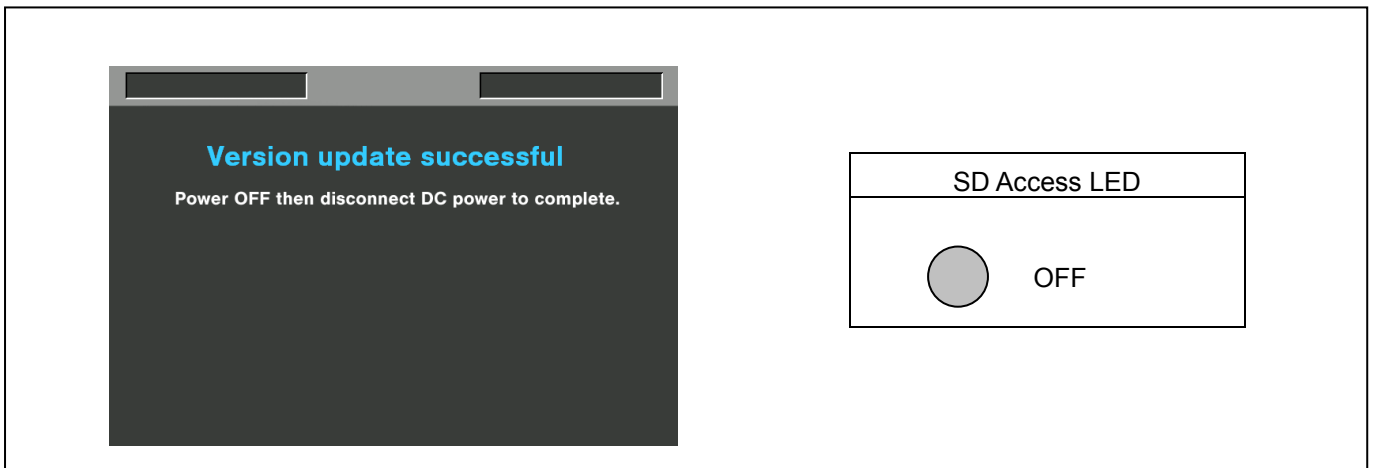 Version update successful
Power OFF then disconnect DC power to complete.
SD Access LED
OFF